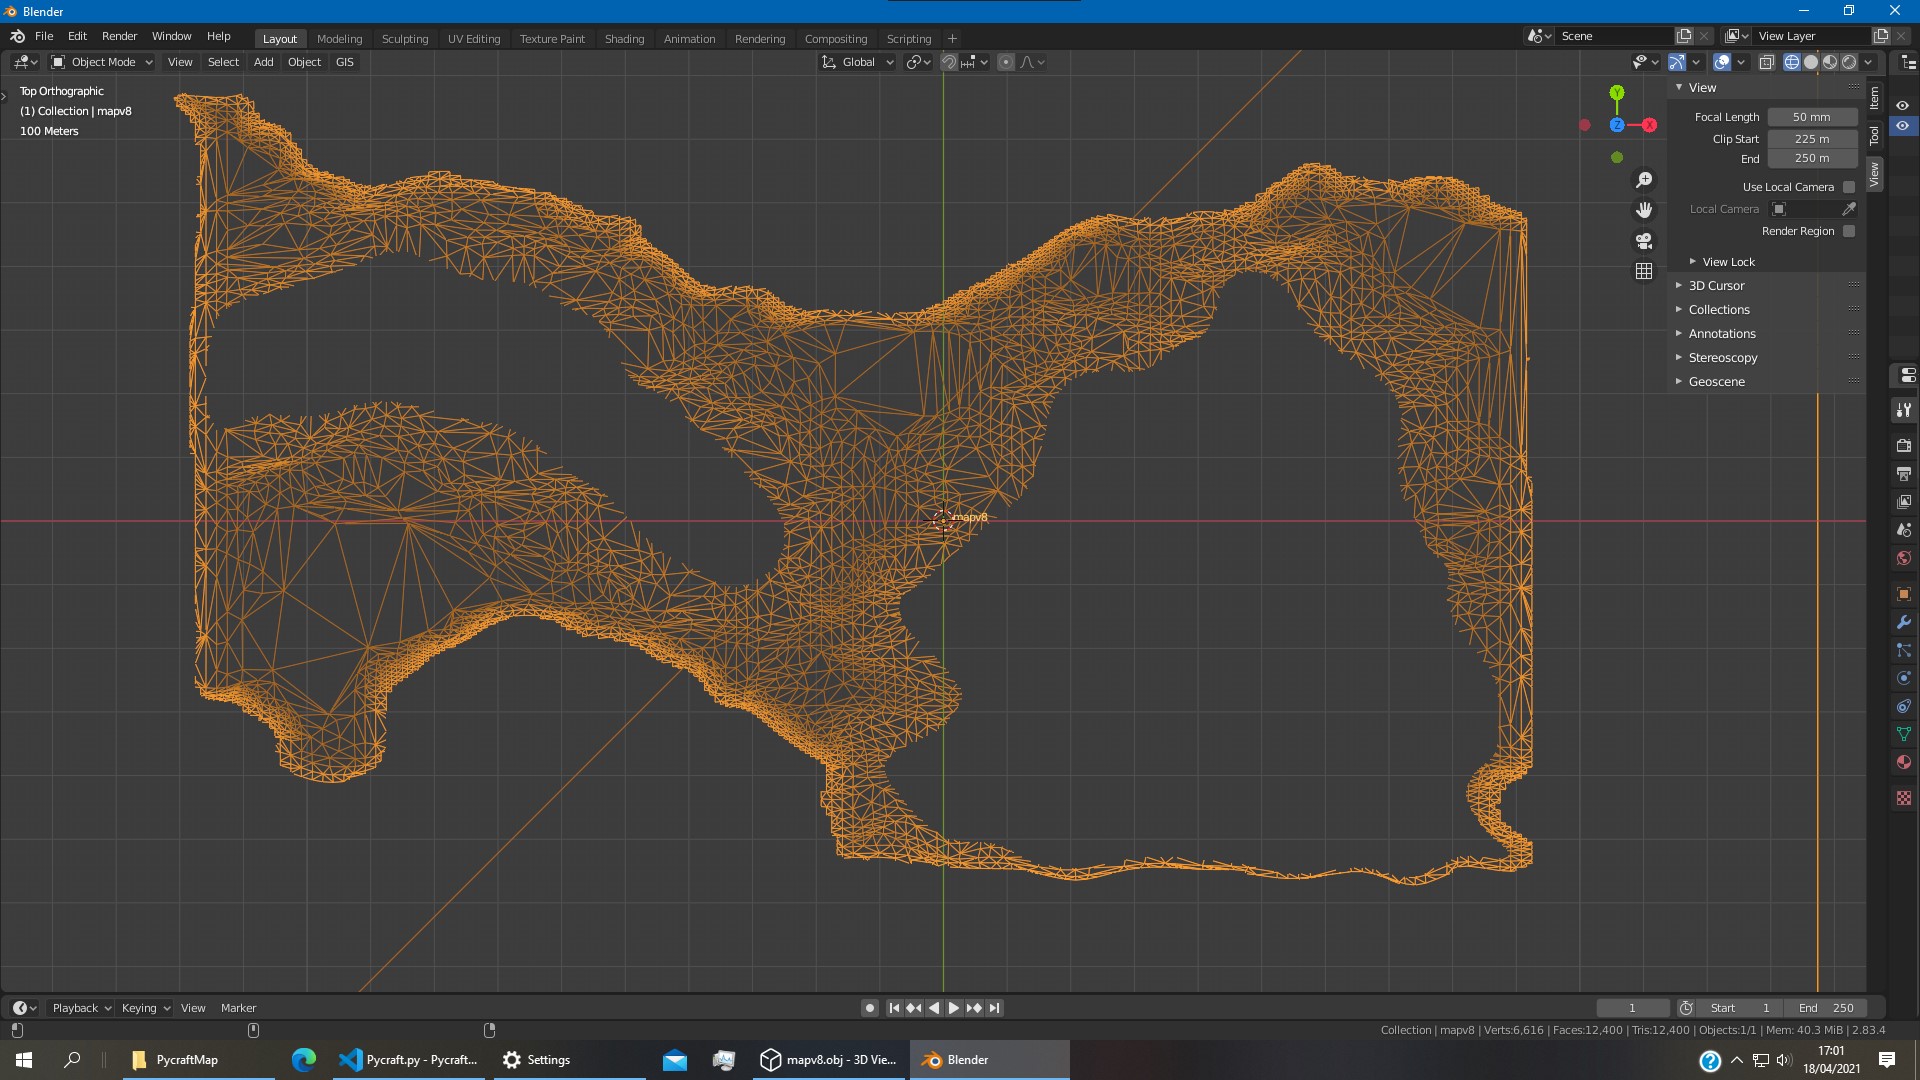 Blender
File Edit Render Window Help
Layout Modeling Sculpting UV Editing Texture Paint Shading Animation Rendering Compositing Scripting +
Scene
View Layer
Object Mode View Select Add Object GIS
Global
Top Orthographic
(1) Collection | mapv8
100 Meters
Y
X
Z
View
Focal Length 50 mm
Clip Start 225 m
End 250 m
Use Local Camera
Local Camera
Render Region
View Lock
3D Cursor
Collections
Annotations
Stereoscopy
Geoscene
Item
Tool
View
mapv8
Playback Keying View Marker
1
Start 1
End 250
Collection | mapv8 | Verts:6,616 | Faces:12,400 | Tris:12,400 | Objects:1/1 | Mem: 40.3 MiB | 2.83.4
PycraftMap
Pycraft.py - Pycraft...
Settings
mapv8.obj - 3D Vie...
Blender
17:01
18/04/2021